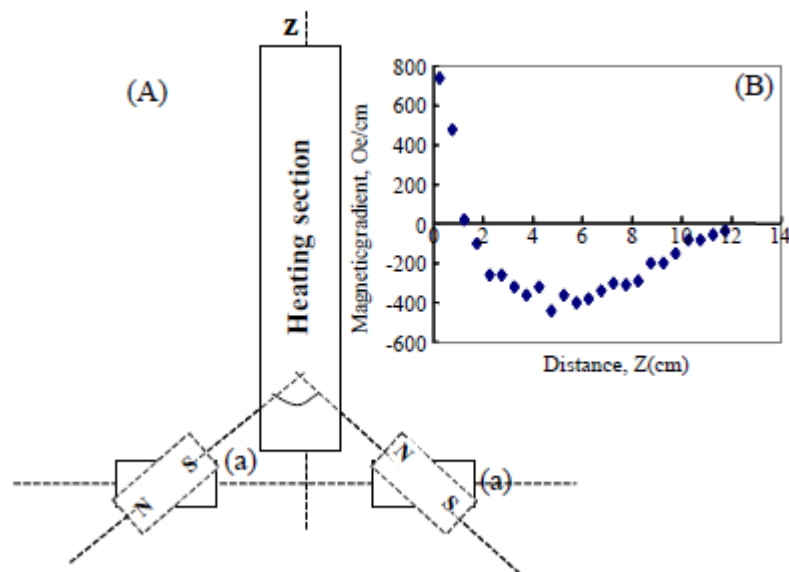 z
(A)
Heating section
N
S
(a)
N
S
(a)
(B)
Magneticgradient, Oe/cm
800
600
400
200
0
-200
-400
-600
0
2
4
6
8
10
12
14
Distance, Z(cm)